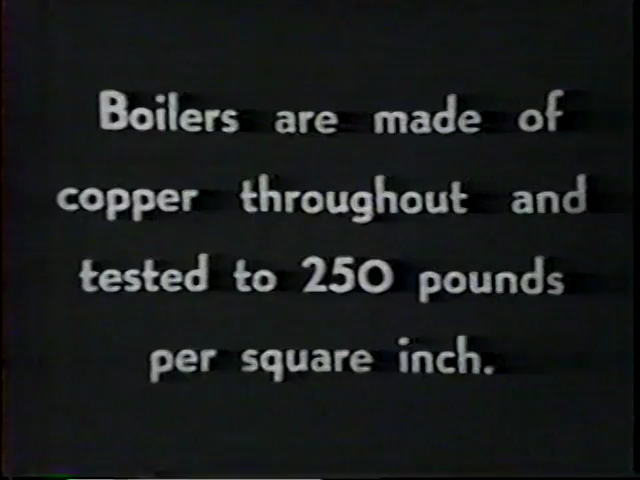 Boilers are made of
copper throughout and
tested to 250 pounds
per square inch.